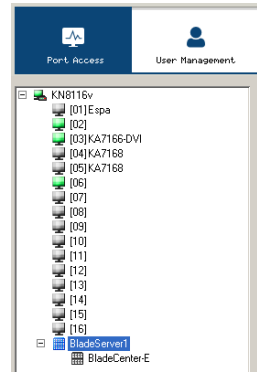 Port Access
User Management
KN8116v
[01]Espa
[02]
[03]KA7166-DVI
[04]KA7168
[05]KA7168
[06]
[07]
[08]
[09]
[10]
[11]
[12]
[13]
[14]
[15]
[16]
BladeServer1
BladeCenter-E